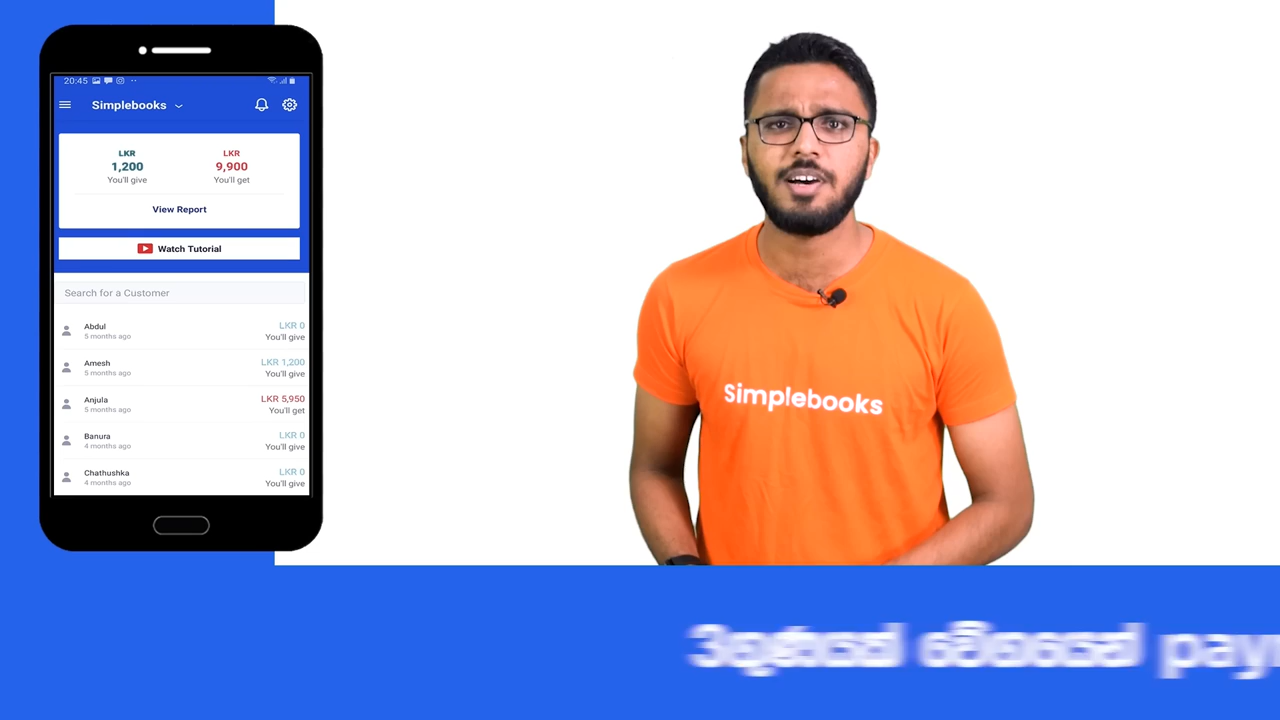 20:45
Simplebooks
LKR
1,200
You'll give
LKR
9,900
You'll get
View Report
Watch Tutorial
Search for a Customer
Abdul
5 months ago
LKR 0
You'll give
Amesh
5 months ago
LKR 1,200
You'll give
Anjula
5 months ago
LKR 5,950
You'll get
Banura
4 months ago
LKR 0
You'll give
Chathushka
4 months ago
LKR 0
You'll give
Simplebooks